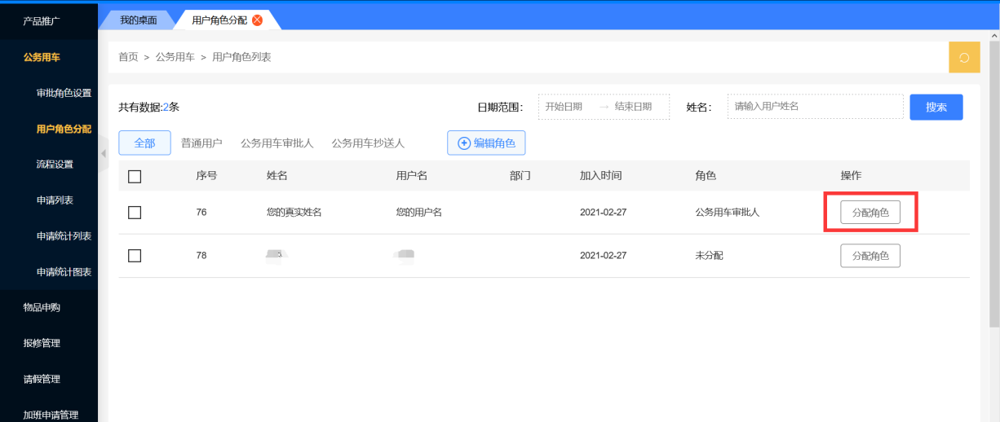 产品推广
公务用车
审批角色设置
用户角色分配
流程设置
申请列表
申请统计列表
申请统计图表
物品申购
报修管理
请假管理
加班申请管理
我的桌面 用户角色分配
首页 > 公务用车 > 用户角色列表
共有数据:2条 日期范围: 开始日期 → 结束日期 姓名: 请输入用户姓名 搜索
全部 普通用户 公务用车审批人 公务用车抄送人 编辑角色
序号 姓名 用户名 部门 加入时间 角色 操作
76 您的真实姓名 您的用户名 2021-02-27 公务用车审批人 分配角色
78 2021-02-27 未分配 分配角色